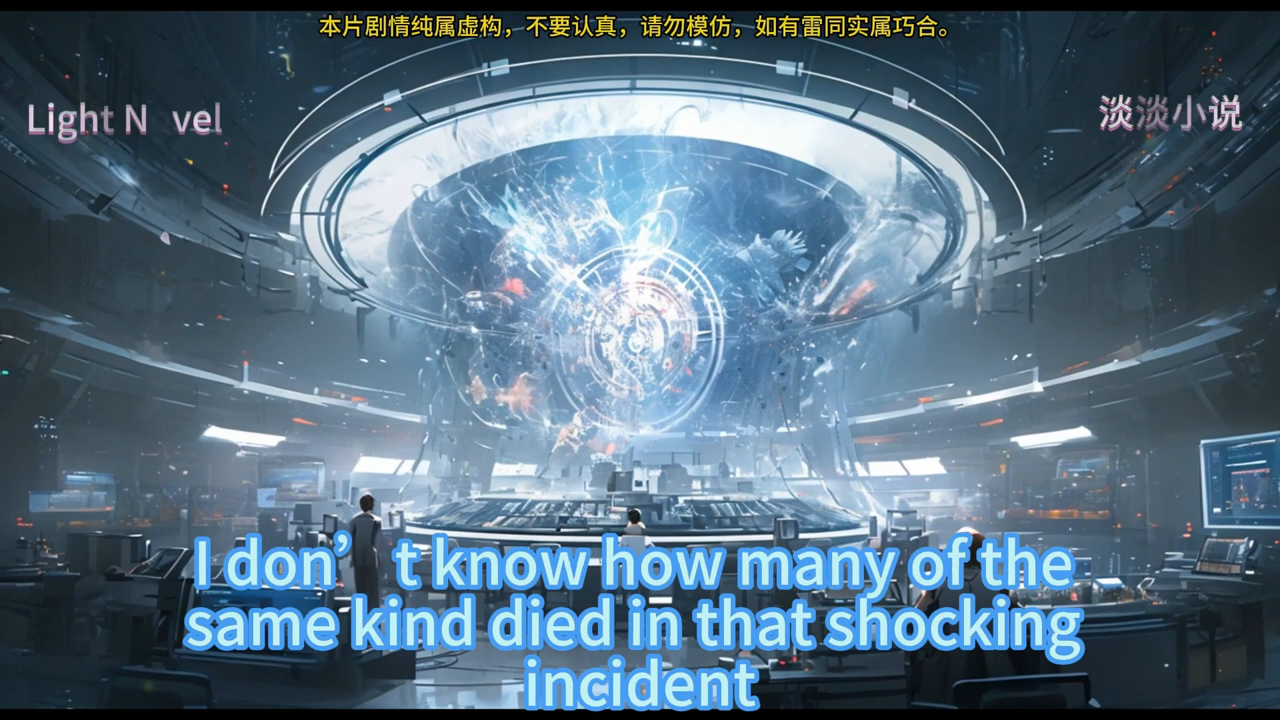 本片剧情纯属虚构，不要认真，请勿模仿，如有雷同实属巧合。
Light N vel
淡淡小说
I don’t know how many of the
same kind died in that shocking
incident